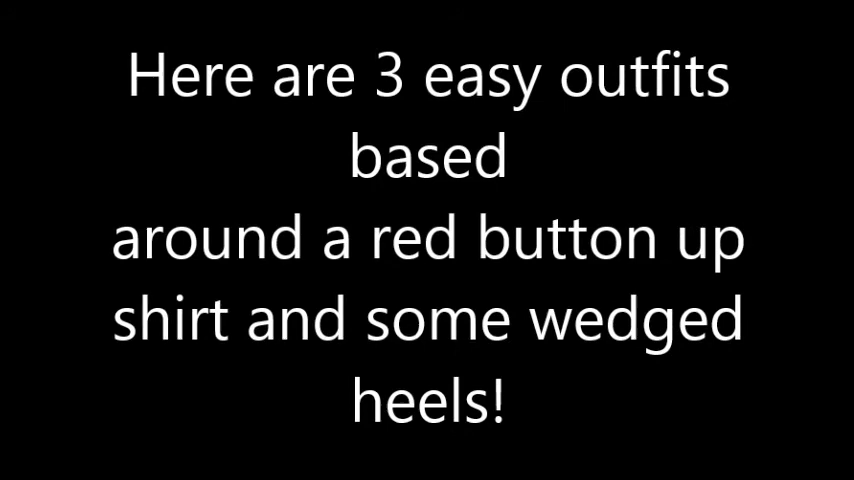 Here are 3 easy outfits
based
around a red button up
shirt and some wedged
heels!